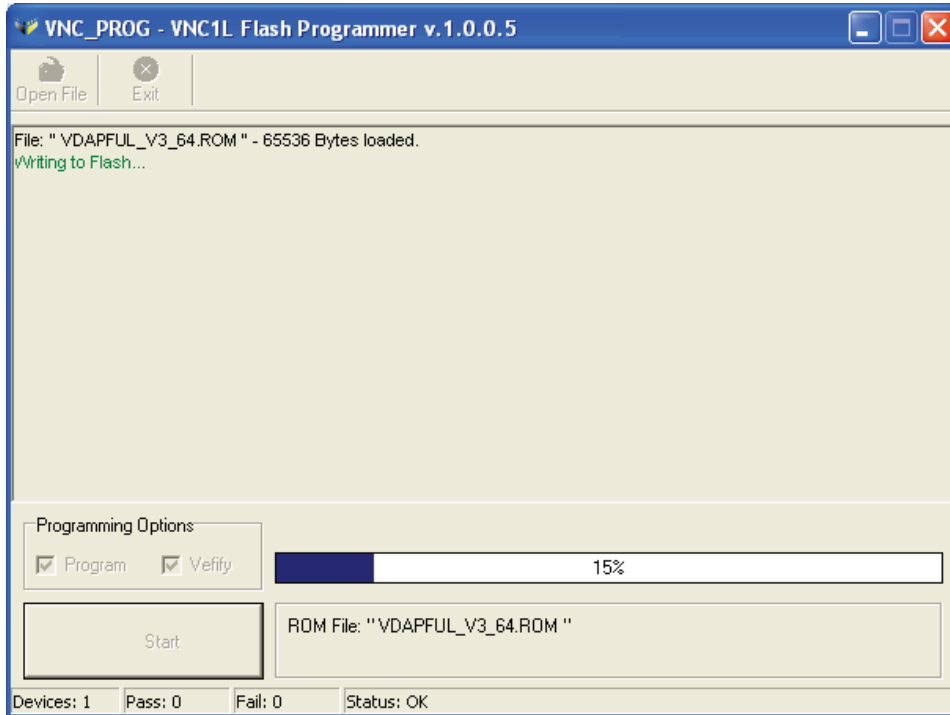 VNC_PROG - VNC1L Flash Programmer v.1.0.0.5
Open File Exit
File: " VDAPFUL_V3_64.ROM " - 65536 Bytes loaded.
Writing to Flash...
Programming Options
Program Vefify
15%
Start
ROM File: " VDAPFUL_V3_64.ROM "
Devices: 1 Pass: 0 Fail: 0 Status: OK